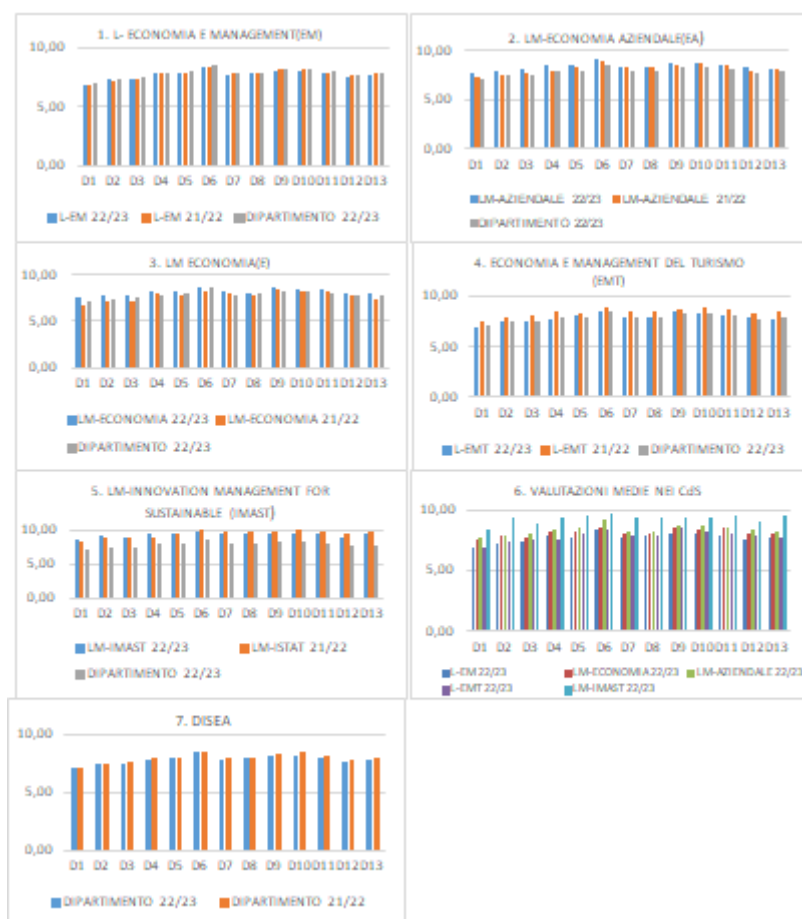 1. L- ECONOMIA E MANAGEMENT(EM)
10,00
5,00
0,00
D1 D2 D3 D4 D5 D6 D7 D8 D9 D10 D11 D12 D13
L-EM 22/23 L-EM 21/22 DIPARTIMENTO 22/23
2. LM-ECONOMIA AZIENDALE(EA}
10,00
5,00
0,00
D1 D2 D3 D4 D5 D6 D7 D8 D9 D10 D11 D12 D13
LM-AZIENDALE 22/23 LM-AZIENDALE 21/22
DIPARTIMENTO 22/23
3. LM ECONOMIA(E)
10,00
5,00
0,00
D1 D2 D3 D4 D5 D6 D7 D8 D9 D10 D11 D12 D13
LM-ECONOMIA 22/23 LM-ECONOMIA 21/22
DIPARTIMENTO 22/23
4. ECONOMIA E MANAGEMENT DEL TURISMO
(EMT)
10,00
5,00
0,00
D1 D2 D3 D4 D5 D6 D7 D8 D9 D10 D11 D12 D13
L-EMT 22/23 L-EMT 21/22 DIPARTIMENTO 22/23
5. LM-INNOVATION MANAGEMENT FOR
SUSTAINABLE (IMAST}
10,00
5,00
0,00
D1 D2 D3 D4 D5 D6 D7 D8 D9 D10 D11 D12 D13
LM-IMAST 22/23 LM-ISTAT 21/22
DIPARTIMENTO 22/23
6. VALUTAZIONI MEDIE NEI CdS
10,00
5,00
0,00
D1 D2 D3 D4 D5 D6 D7 D8 D9 D10 D11 D12 D13
L-EM 22/23 LM-ECONOMIA 22/23 LM-AZIENDALE 22/23
L-EMT 22/23 LM-IMAST 22/23
7. DISEA
10,00
5,00
0,00
D1 D2 D3 D4 D5 D6 D7 D8 D9 D10 D11 D12 D13
DIPARTIMENTO 22/23 DIPARTIMENTO 21/22